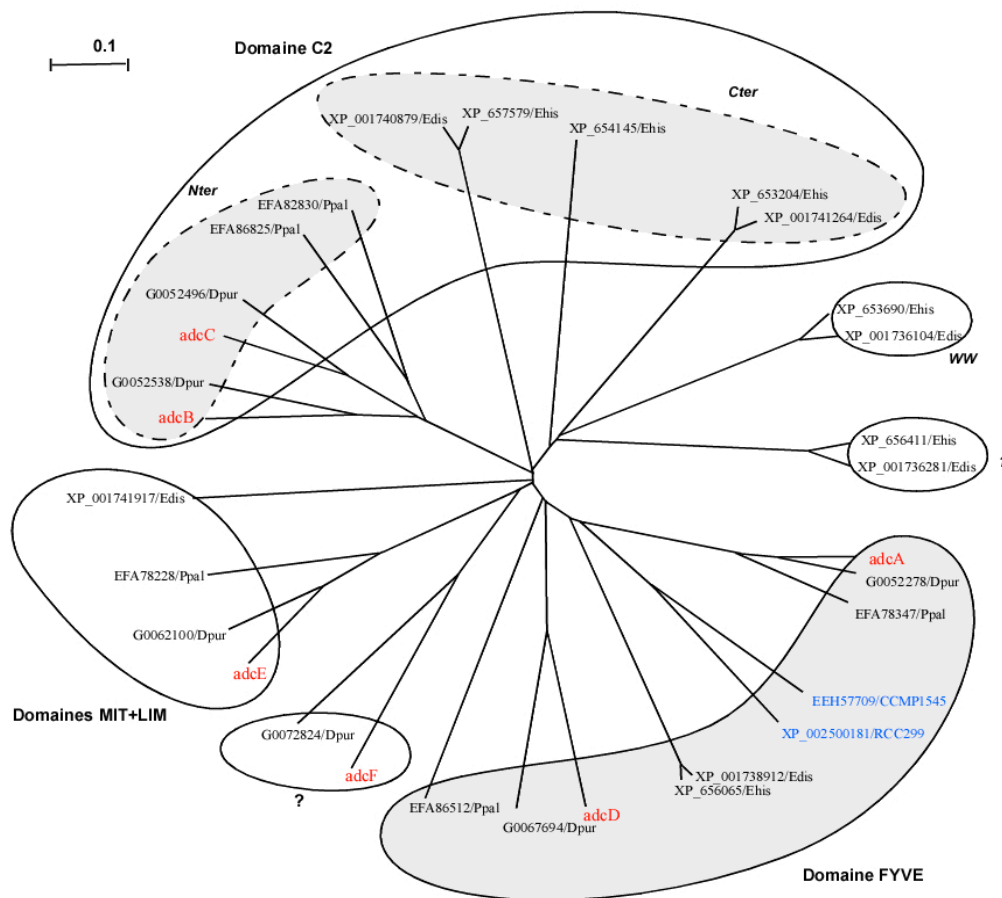 0.1
Domaine C2
Cter
XP_001740879/Edis
XP_657579/Ehis
XP_654145/Ehis
Nter
EFA82830/Ppal
XP_653204/Ehis
XP_001741264/Edis
EFA86825/Ppal
G0052496/Dpur
XP_653690/Ehis
adcC
XP_001736104/Edis
WW
G0052538/Dpur
adcB
XP_656411/Ehis
XP_001736281/Edis
?
XP_001741917/Edis
adcA
EFA78228/Ppal
G0052278/Dpur
EFA78347/Ppal
G0062100/Dpur
adcE
EEH57709/CCMP1545
Domaines MIT+LIM
G0072824/Dpur
XP_002500181/RCC299
adcF
XP_001738912/Edis
XP_656065/Ehis
?
EFA86512/Ppal
adcD
G0067694/Dpur
Domaine FYVE